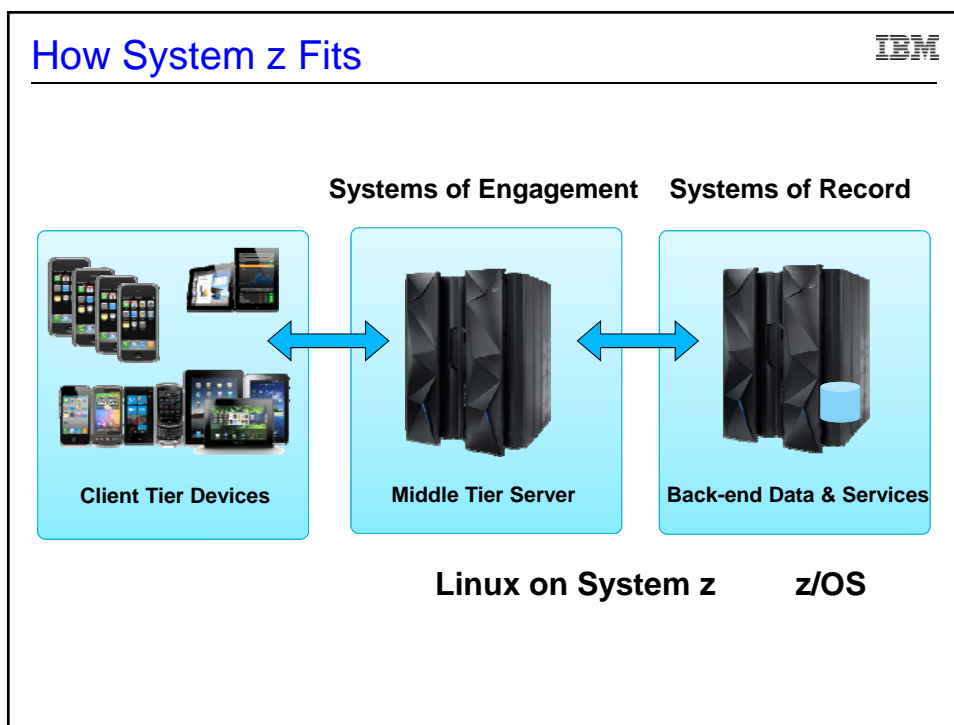 How System z Fits
IBM
Systems of Engagement
Systems of Record
Client Tier Devices
Middle Tier Server
Back-end Data & Services
Linux on System z
z/OS